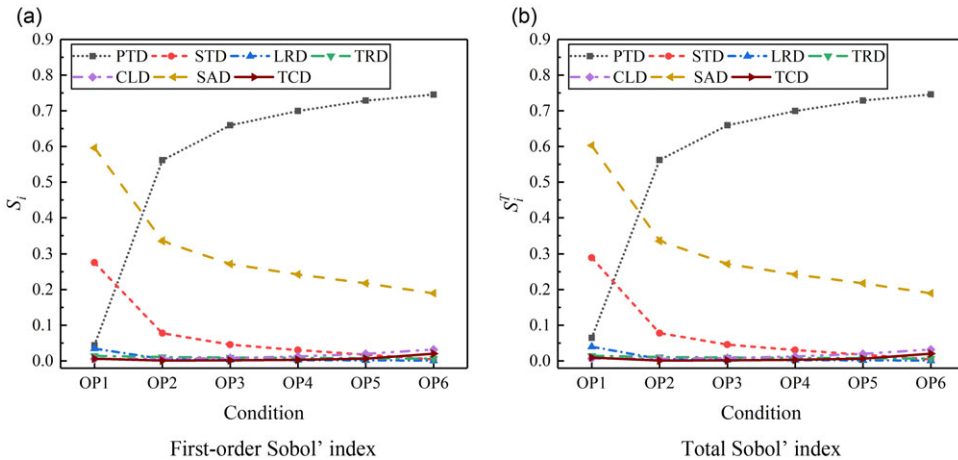 (a)
0.9
0.8
0.7
0.6
0.5
0.4
0.3
0.2
0.1
0.0
S_i
PTD STD LRD TRD
CLD SAD TCD
OP1 OP2 OP3 OP4 OP5 OP6
Condition
First-order Sobol’ index
(b)
0.9
0.8
0.7
0.6
0.5
0.4
0.3
0.2
0.1
0.0
S_i^T
PTD STD LRD TRD
CLD SAD TCD
OP1 OP2 OP3 OP4 OP5 OP6
Condition
Total Sobol’ index